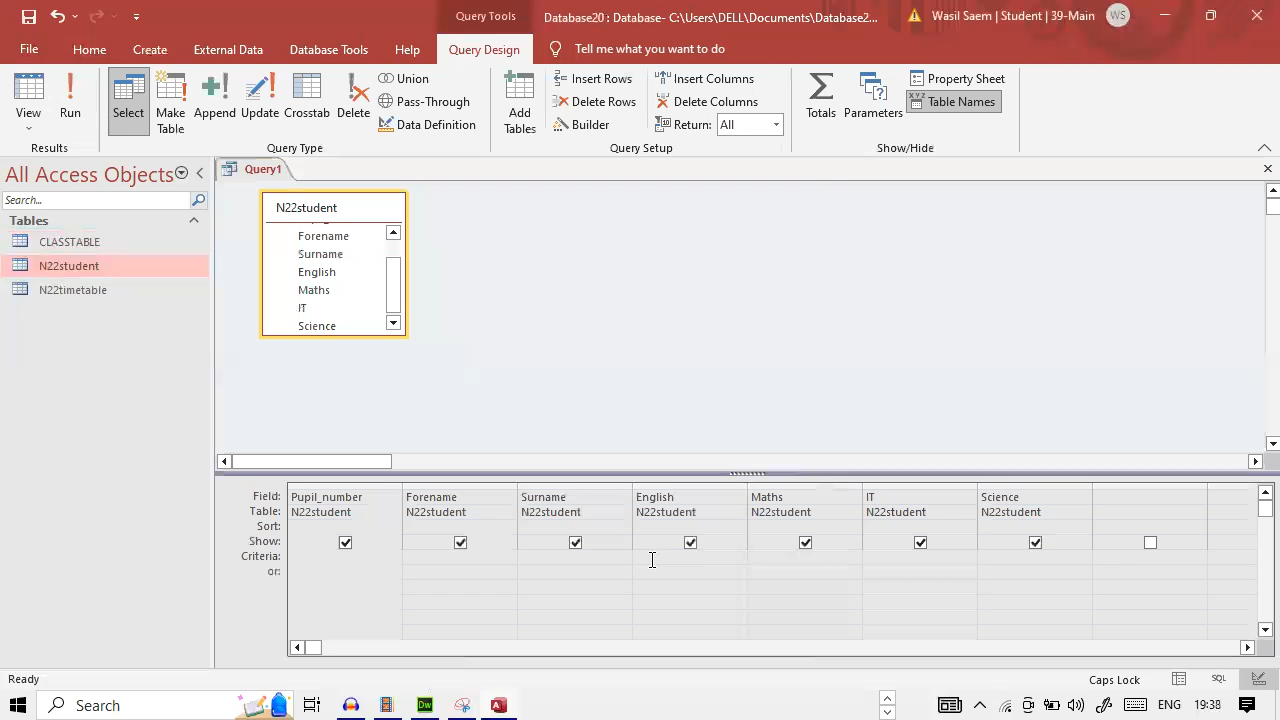 Query Tools
Database20 : Database- C:\Users\DELL\Documents\Database2...
Wasil Saem | Student | 39-Main
WS
File
Home
Create
External Data
Database Tools
Help
Query Design
Tell me what you want to do
View
Run
Select
Make Table
Append
Update
Crosstab
Delete
Union
Pass-Through
Data Definition
Add Tables
Insert Rows
Delete Rows
Builder
Insert Columns
Delete Columns
Return: All
Totals
Parameters
Property Sheet
XYZ
Table Names
Results
Query Type
Query Setup
Show/Hide
All Access Objects
Search...
Tables
CLASSTABLE
N22student
N22timetable
Query1
N22student
Forename
Surname
English
Maths
IT
Science
Field: Pupil_number Forename Surname English Maths IT Science
Table: N22student N22student N22student N22student N22student N22student N22student
Sort:
Show:
Criteria:
or:
Ready
Caps Lock
SQL
Search
Dw
ENG
19:38